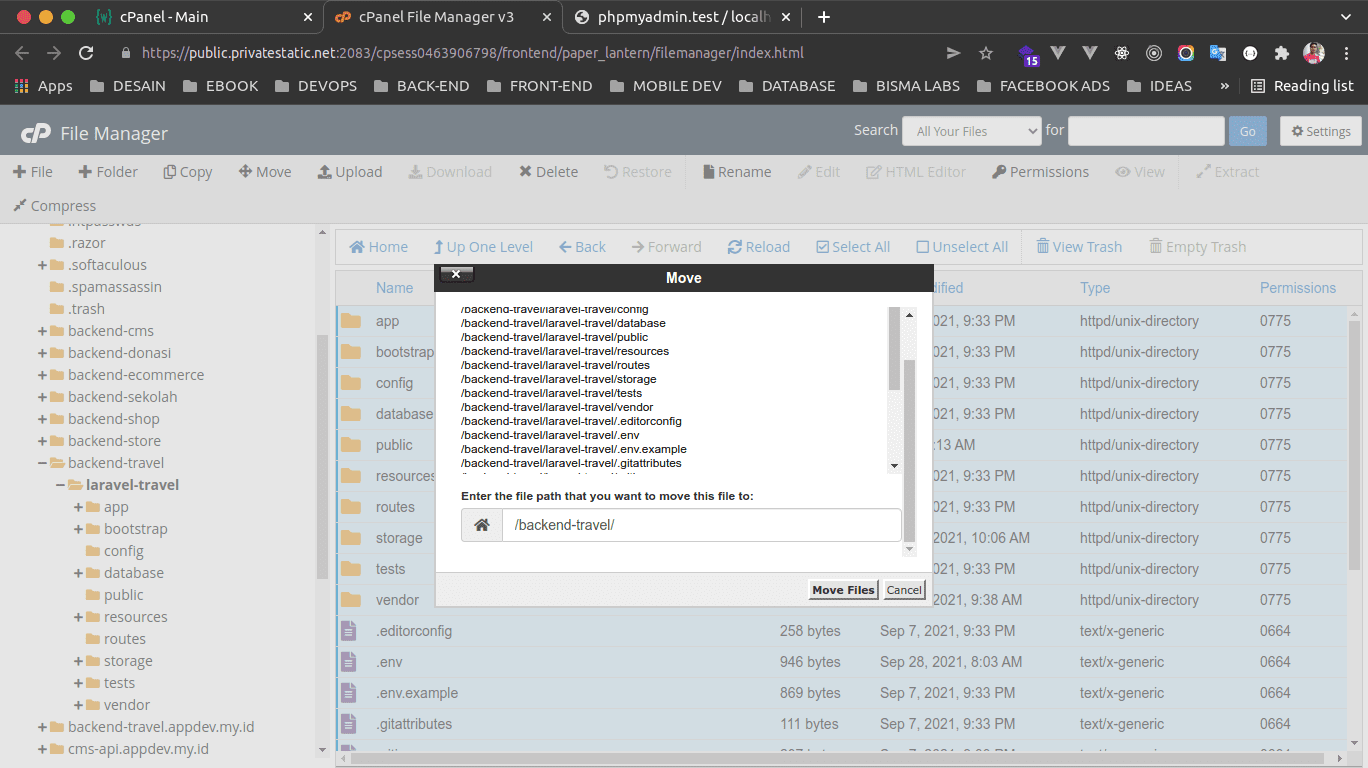 cPanel - Main
cPanel File Manager v3
phpmyadmin.test / localh
https://public.privatestatic.net:2083/cpsess0463906798/frontend/paper_lantern/filemanager/index.html
15
Apps
DESAIN
EBOOK
DEVOPS
BACK-END
FRONT-END
MOBILE DEV
DATABASE
BISMA LABS
FACEBOOK ADS
IDEAS
»
Reading list
cP File Manager
Search
All Your Files
for
Go
Settings
File
Folder
Copy
Move
Upload
Download
Delete
Restore
Rename
Edit
HTML Editor
Permissions
View
Extract
Compress
.razor
.softaculous
.spamassassin
.trash
backend-cms
backend-donasi
backend-ecommerce
backend-sekolah
backend-shop
backend-store
backend-travel
laravel-travel
app
bootstrap
config
database
public
resources
routes
storage
tests
vendor
backend-travel.appdev.my.id
cms-api.appdev.my.id
Home
Up One Level
Back
Forward
Reload
Select All
Unselect All
View Trash
Empty Trash
Name
dified
Type
Permissions
app 021, 9:33 PM httpd/unix-directory 0775
bootstrap 021, 9:33 PM httpd/unix-directory 0775
config 021, 9:33 PM httpd/unix-directory 0775
database 021, 9:33 PM httpd/unix-directory 0775
public :13 AM httpd/unix-directory 0775
resources 021, 9:33 PM httpd/unix-directory 0775
routes 021, 9:33 PM httpd/unix-directory 0775
storage 2021, 10:06 AM httpd/unix-directory 0775
tests 021, 9:33 PM httpd/unix-directory 0775
vendor 2021, 9:38 AM httpd/unix-directory 0775
.editorconfig 258 bytes Sep 7, 2021, 9:33 PM text/x-generic 0664
.env 946 bytes Sep 28, 2021, 8:03 AM text/x-generic 0664
.env.example 869 bytes Sep 7, 2021, 9:33 PM text/x-generic 0664
.gitattributes 111 bytes Sep 7, 2021, 9:33 PM text/x-generic 0664
Move
/backend-travel/laravel-travel/config
/backend-travel/laravel-travel/database
/backend-travel/laravel-travel/public
/backend-travel/laravel-travel/resources
/backend-travel/laravel-travel/routes
/backend-travel/laravel-travel/storage
/backend-travel/laravel-travel/tests
/backend-travel/laravel-travel/vendor
/backend-travel/laravel-travel/.editorconfig
/backend-travel/laravel-travel/.env
/backend-travel/laravel-travel/.env.example
/backend-travel/laravel-travel/.gitattributes
Enter the file path that you want to move this file to:
/backend-travel/
Move Files
Cancel